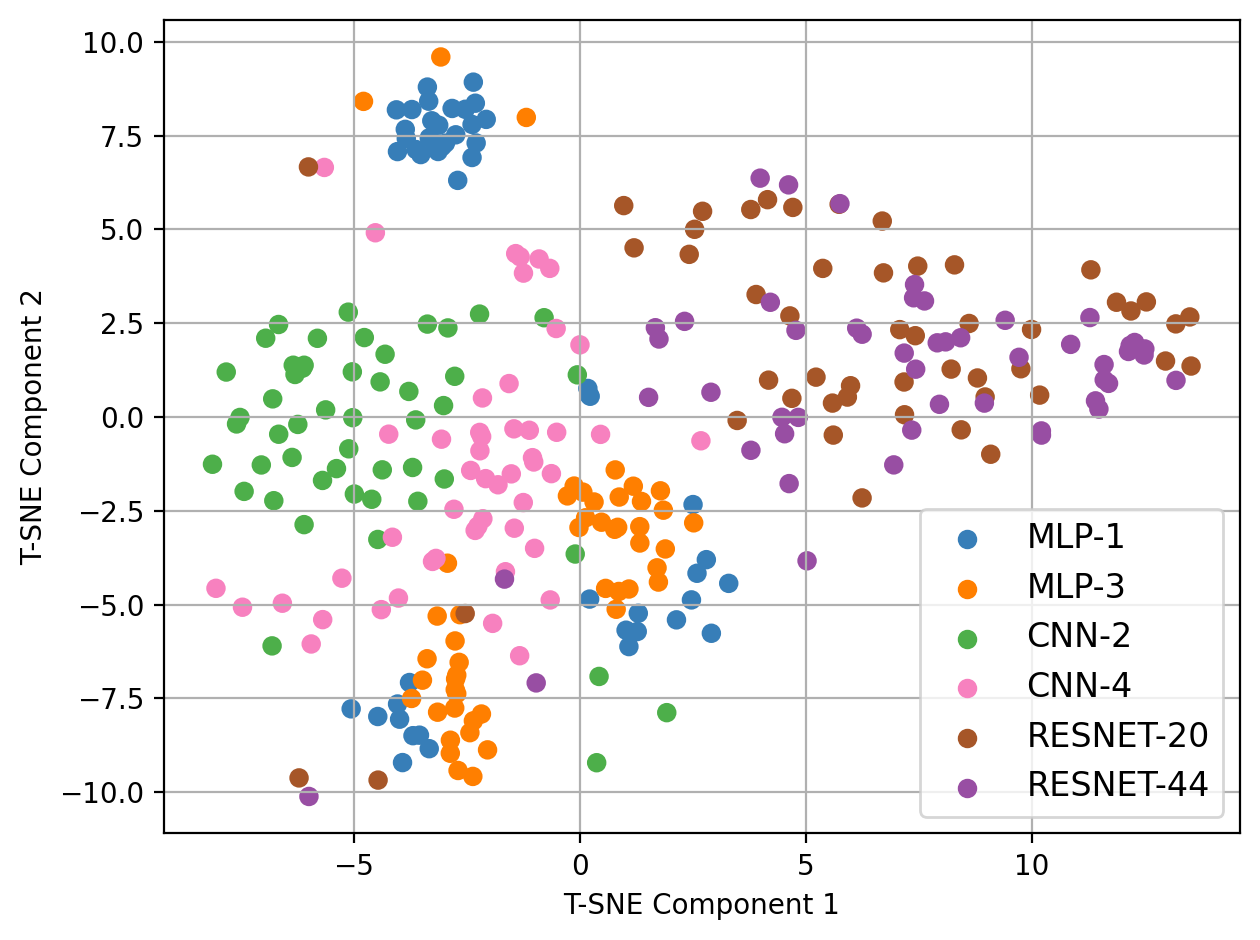 10.0
7.5
5.0
2.5
0.0
−2.5
−5.0
−7.5
−10.0
T-SNE Component 2
−5
0
5
10
T-SNE Component 1
MLP-1
MLP-3
CNN-2
CNN-4
RESNET-20
RESNET-44